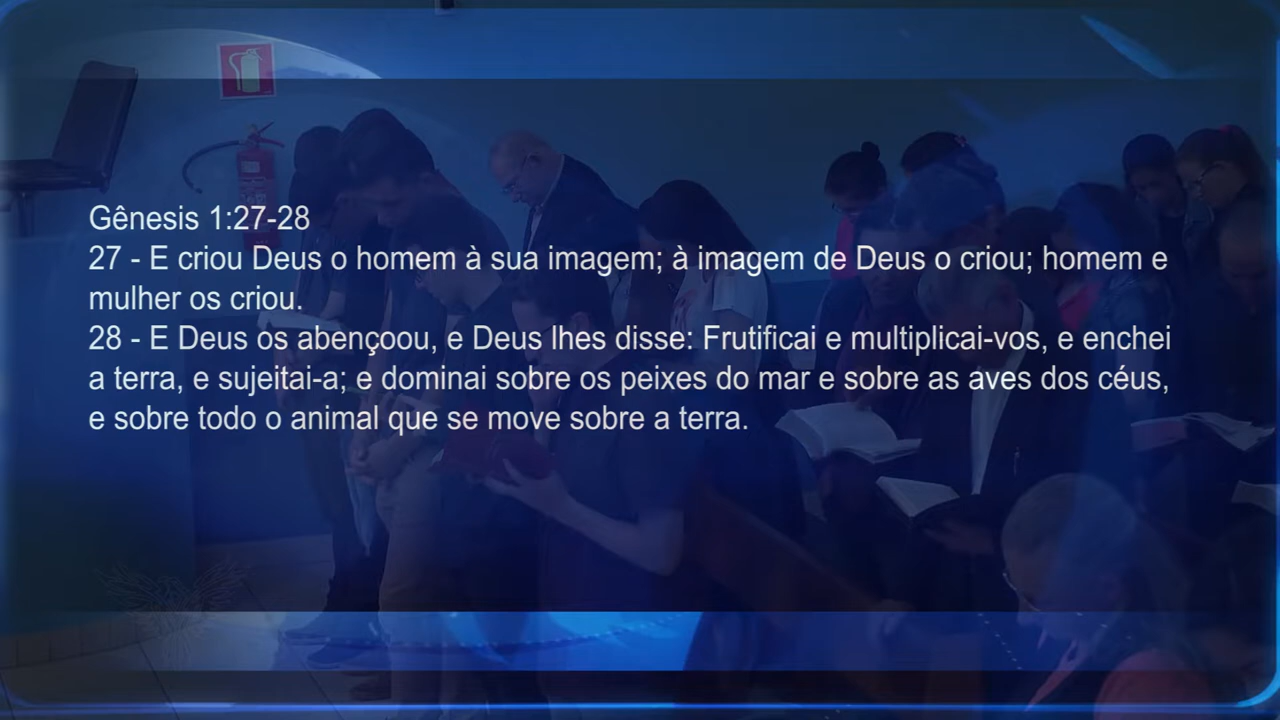 Gênesis 1:27-28
27 - E criou Deus o homem à sua imagem; à imagem de Deus o criou; homem e
mulher os criou.
28 - E Deus os abençoou, e Deus lhes disse: Frutificai e multiplicai-vos, e enchei
a terra, e sujeitai-a; e dominai sobre os peixes do mar e sobre as aves dos céus,
e sobre todo o animal que se move sobre a terra.